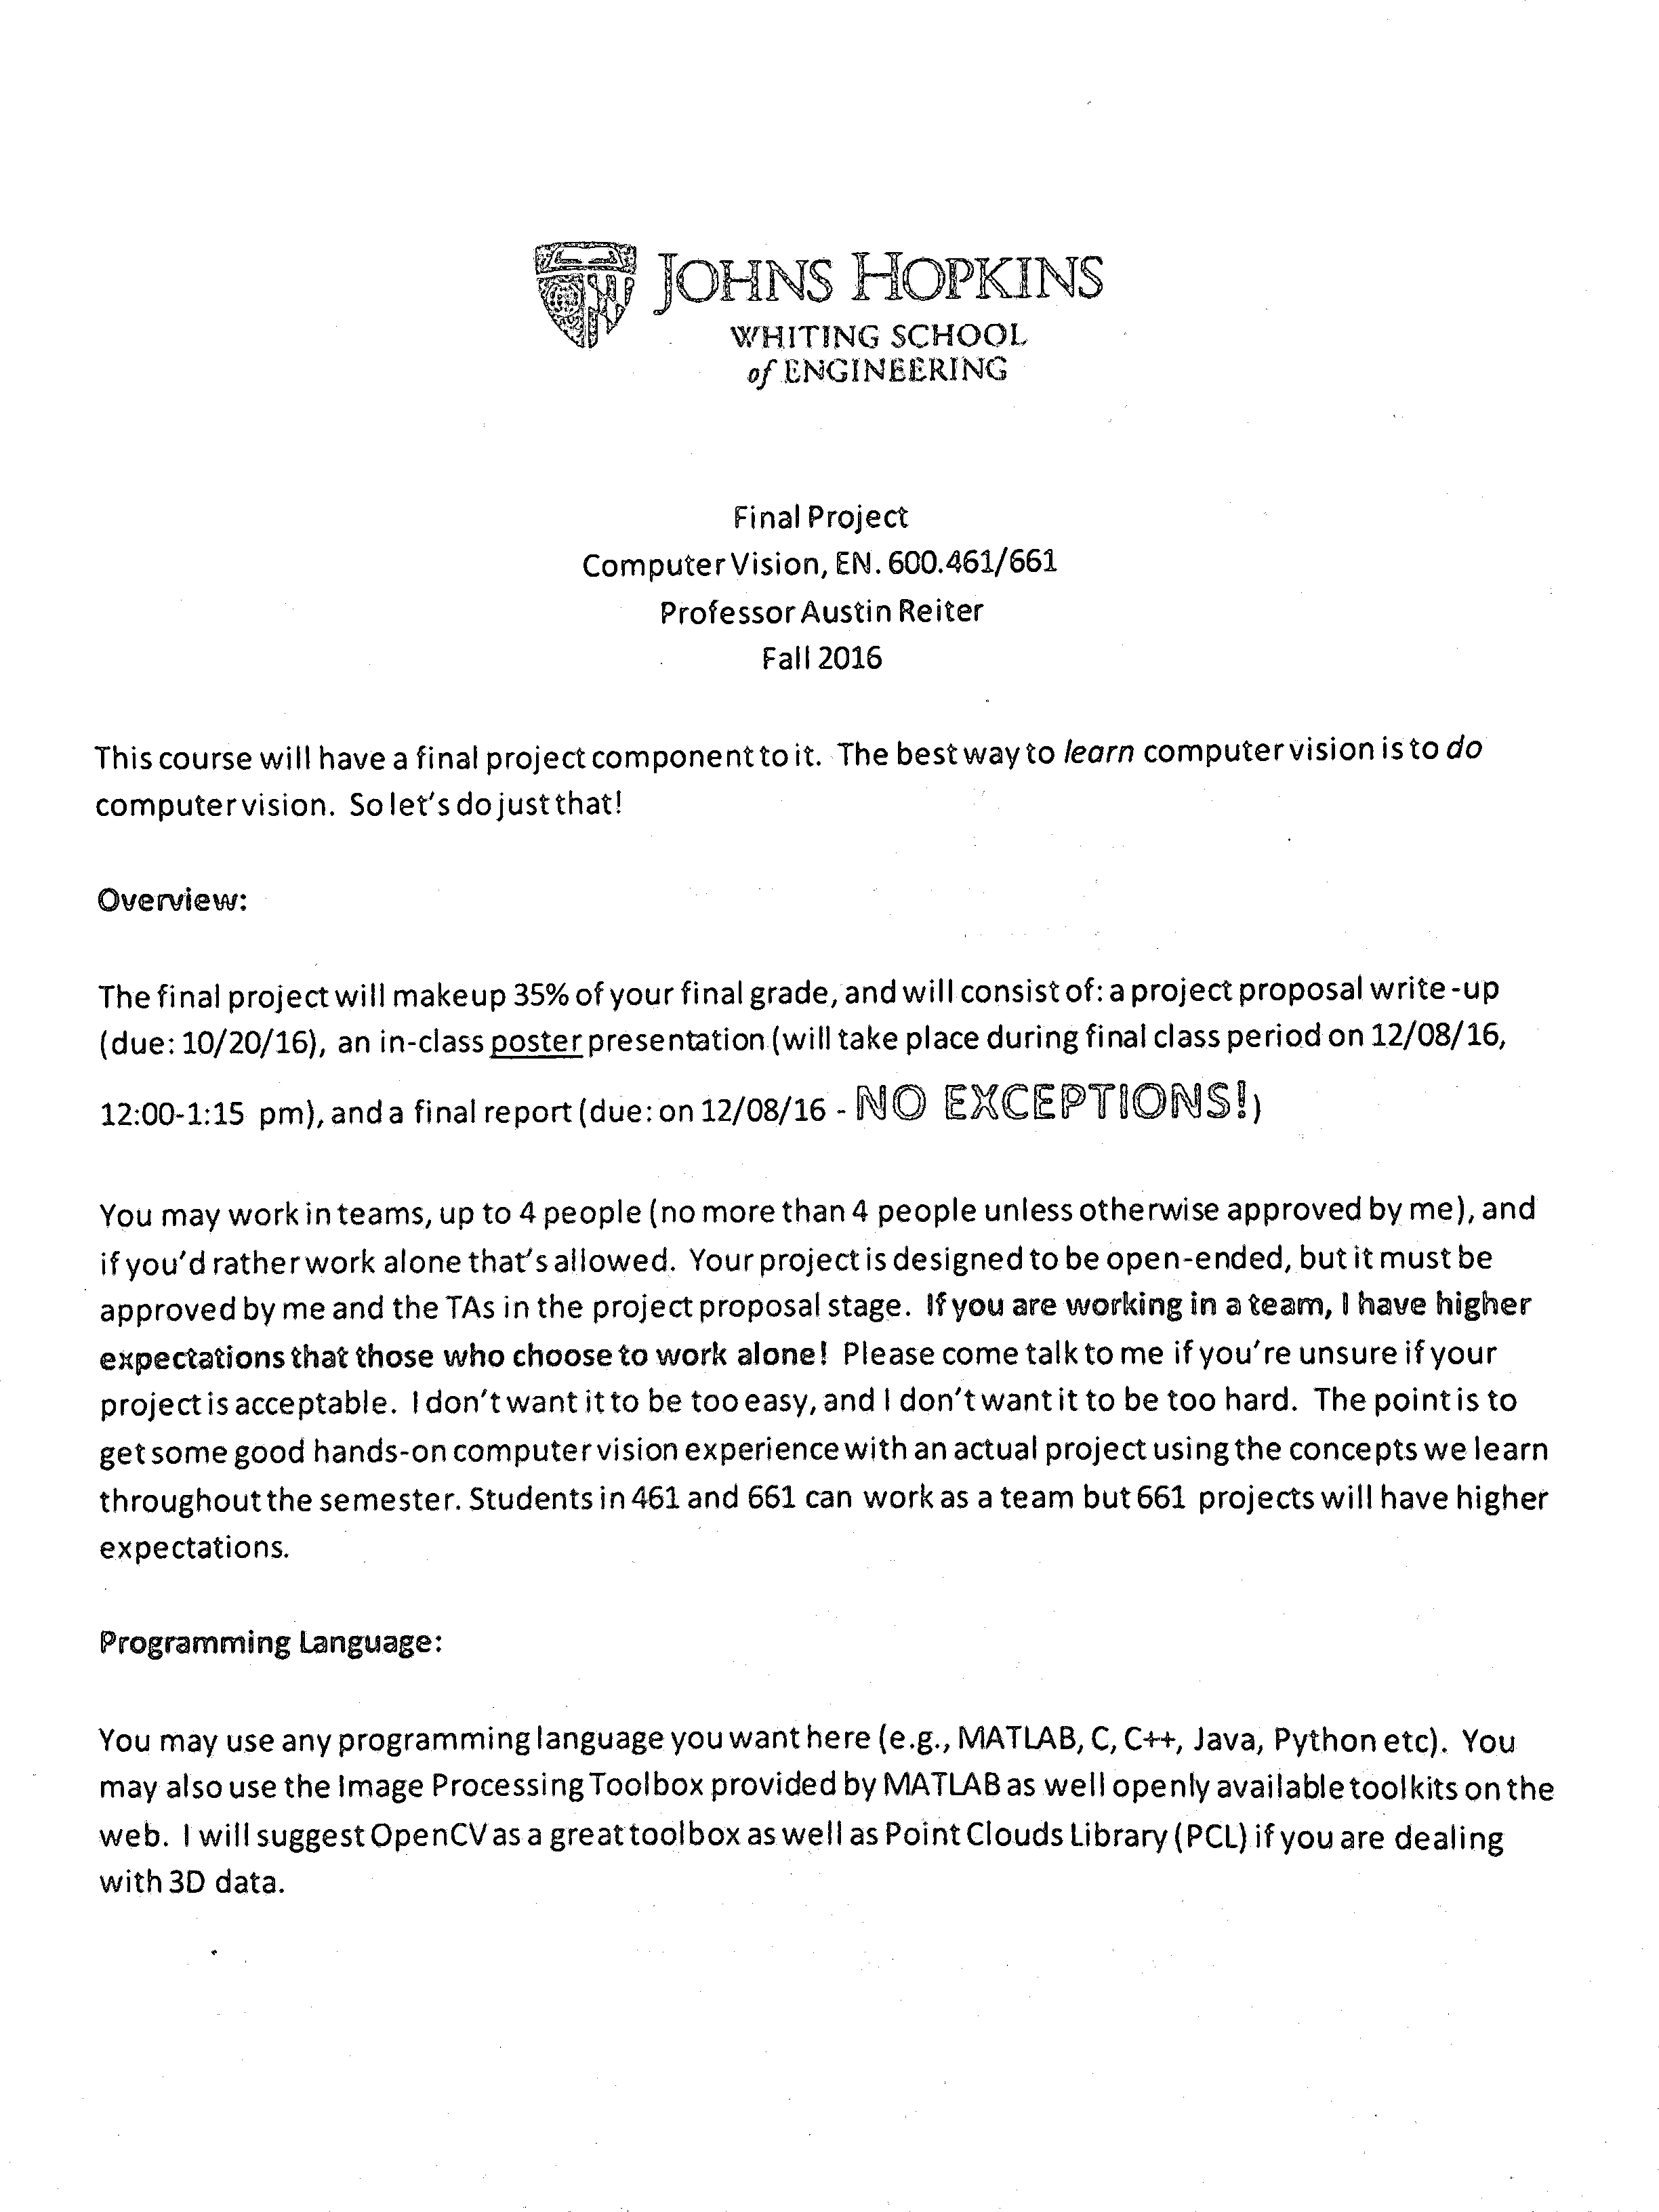 JOHNS HOPKINS
WHITING SCHOOL
of ENGINEERING
Final Project
Computer Vision, EN. 600.461/661
Professor Austin Reiter
Fall 2016
This course will have a final project component to it. The best way to learn computer vision is to do
computer vision. So let's do just that!
Overview:
The final project will makeup 35% of your final grade, and will consist of: a project proposal write-up
(due: 10/20/16), an in-class poster presentation (will take place during final class period on 12/08/16,
12:00-1:15 pm), and a final report (due: on 12/08/16 - NO EXCEPTIONS!)
You may work in teams, up to 4 people (no more than 4 people unless otherwise approved by me), and
if you'd rather work alone that's allowed. Your project is designed to be open-ended, but it must be
approved by me and the TAs in the project proposal stage. If you are working in a team, I have higher
expectations that those who choose to work alone! Please come talk to me if you're unsure if your
project is acceptable. I don't want it to be too easy, and I don't want it to be too hard. The point is to
get some good hands-on computer vision experience with an actual project using the concepts we learn
throughout the semester. Students in 461 and 661 can work as a team but 661 projects will have higher
expectations.
Programming Language:
You may use any programming language you want here (e.g., MATLAB, C, C++, Java, Python etc). You
may also use the Image Processing Toolbox provided by MATLAB as well openly available toolkits on the
web. I will suggest OpenCV as a great toolbox as well as Point Clouds Library (PCL) if you are dealing
with 3D data.